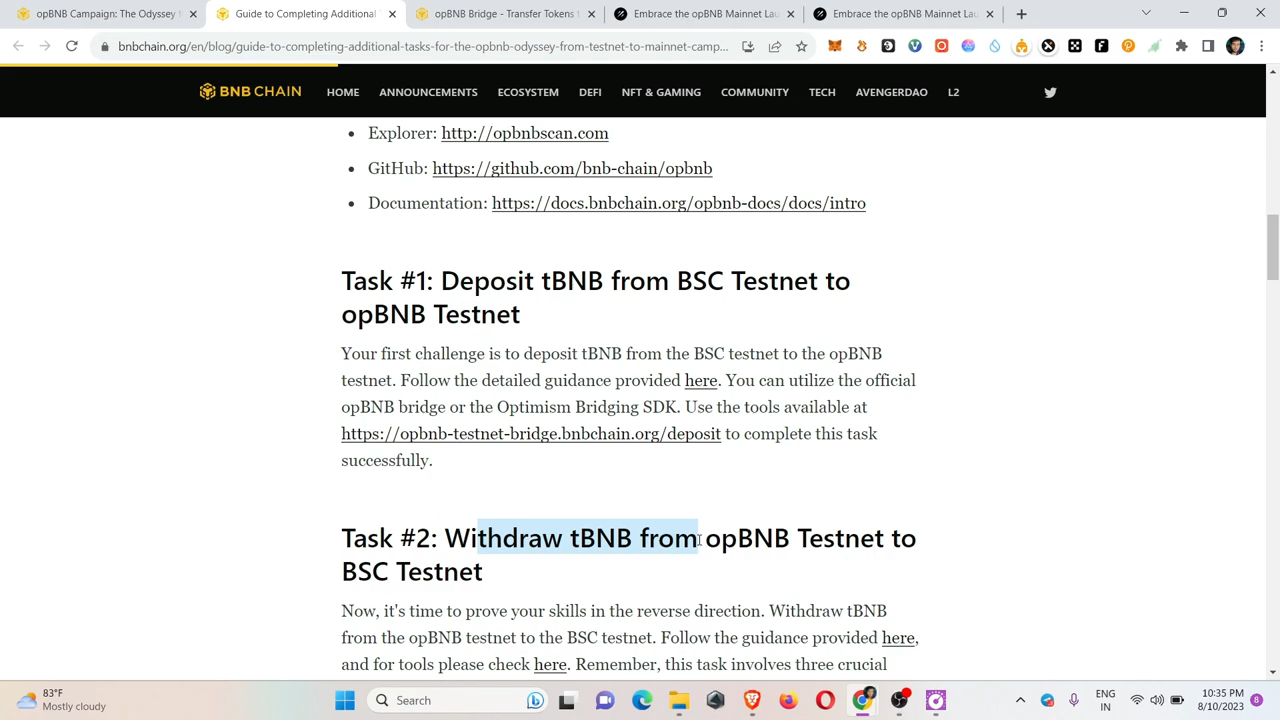 opBNB Campaign: The Odyssey
Guide to Completing Additional
opBNB Bridge - Transfer Tokens t
Embrace the opBNB Mainnet Lau
Embrace the opBNB Mainnet Lau
bnbchain.org/en/blog/guide-to-completing-additional-tasks-for-the-opbnb-odyssey-from-testnet-to-mainnet-camp...
BNB CHAIN
HOME
ANNOUNCEMENTS
ECOSYSTEM
DEFI
NFT & GAMING
COMMUNITY
TECH
AVENGERDAO
L2
• Explorer: http://opbnbscan.com
• GitHub: https://github.com/bnb-chain/opbnb
• Documentation: https://docs.bnbchain.org/opbnb-docs/docs/intro
Task #1: Deposit tBNB from BSC Testnet to
opBNB Testnet
Your first challenge is to deposit tBNB from the BSC testnet to the opBNB
testnet. Follow the detailed guidance provided here. You can utilize the official
opBNB bridge or the Optimism Bridging SDK. Use the tools available at
https://opbnb-testnet-bridge.bnbchain.org/deposit to complete this task
successfully.
Task #2: Withdraw tBNB from opBNB Testnet to
BSC Testnet
Now, it's time to prove your skills in the reverse direction. Withdraw tBNB
from the opBNB testnet to the BSC testnet. Follow the guidance provided here,
and for tools please check here. Remember, this task involves three crucial
83°F
Mostly cloudy
Search
ENG
IN
10:35 PM
8/10/2023
8